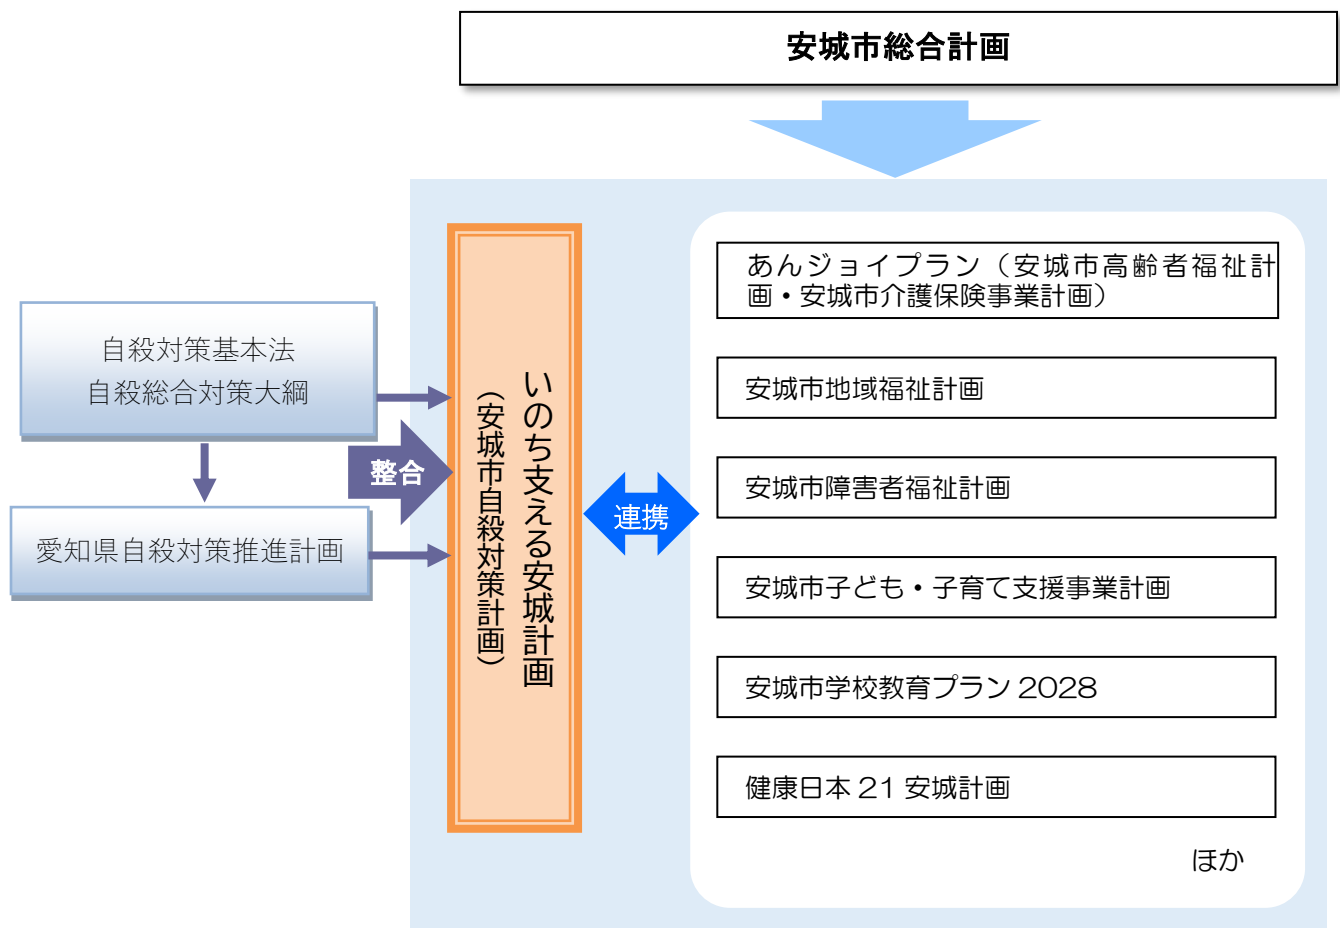 安城市総合計画
自殺対策基本法
自殺総合対策大綱
整合
愛知県自殺対策推進計画
いのち支える安城計画
（安城市自殺対策計画）
連携
あんジョイプラン（安城市高齢者福祉計
画・安城市介護保険事業計画）
安城市地域福祉計画
安城市障害者福祉計画
安城市子ども・子育て支援事業計画
安城市学校教育プラン 2028
健康日本 21 安城計画
ほか